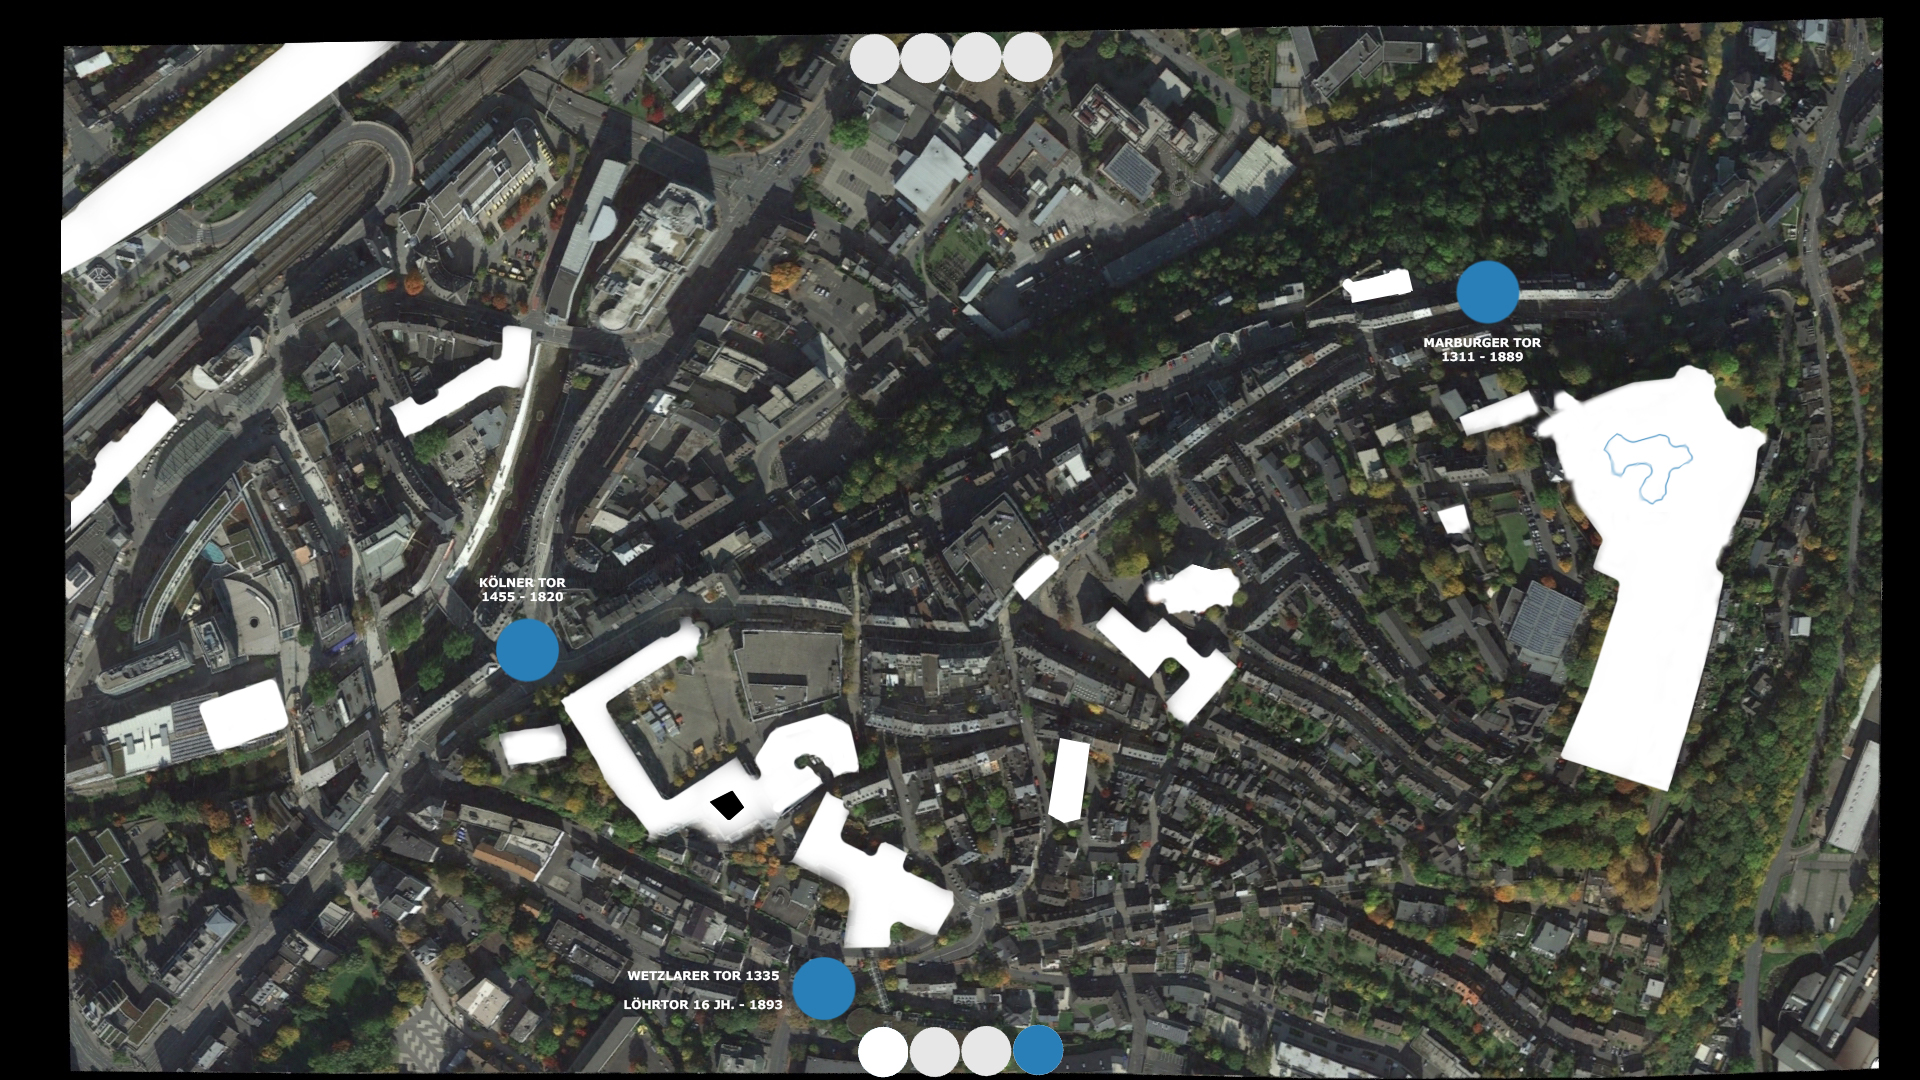 MARBURGER TOR
1311 - 1889
KÖLNER TOR
1455 - 1820
WETZLARER TOR 1335
LÖHRTOR 16 JH. - 1893